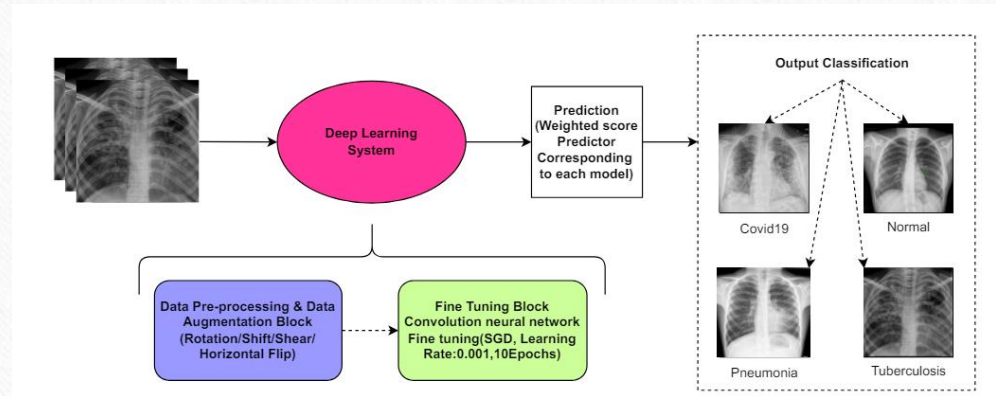 Deep Learning
System
Prediction
(Weighted score
Predictor
Corresponding
to each model)
Output Classification
Covid19
Normal
Pneumonia
Tuberculosis
Data Pre-processing & Data
Augmentation Block
(Rotation/Shift/Shear/
Horizontal Flip)
Fine Tuning Block
Convolution neural network
Fine tuning(SGD, Learning
Rate:0.001,10Epochs)